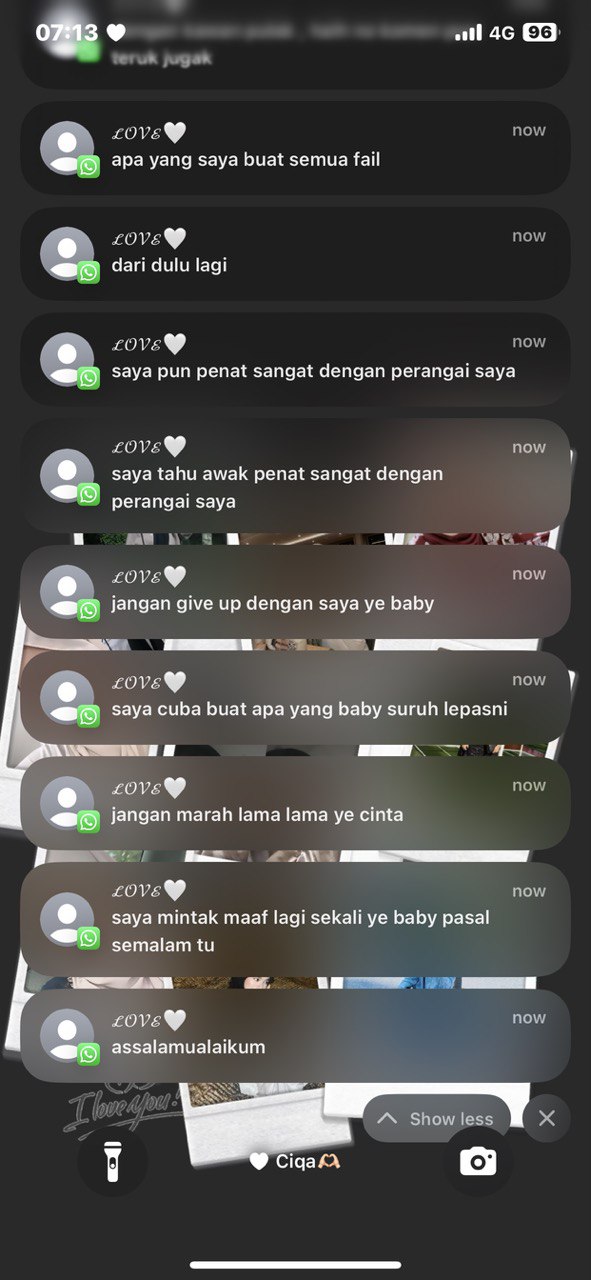 07:13
4G 96
teruk jugak
LOVE🤍 now
apa yang saya buat semua fail
LOVE🤍 now
dari dulu lagi
LOVE🤍 now
saya pun penat sangat dengan perangai saya
LOVE🤍 now
saya tahu awak penat sangat dengan
perangai saya
LOVE🤍 now
jangan give up dengan saya ye baby
LOVE🤍 now
saya cuba buat apa yang baby suruh lepasni
LOVE🤍 now
jangan marah lama lama ye cinta
LOVE🤍 now
saya mintak maaf lagi sekali ye baby pasal
semalam tu
LOVE🤍 now
assalamualaikum
I love you!
Show less
🤍 Ciqa🫶🏻